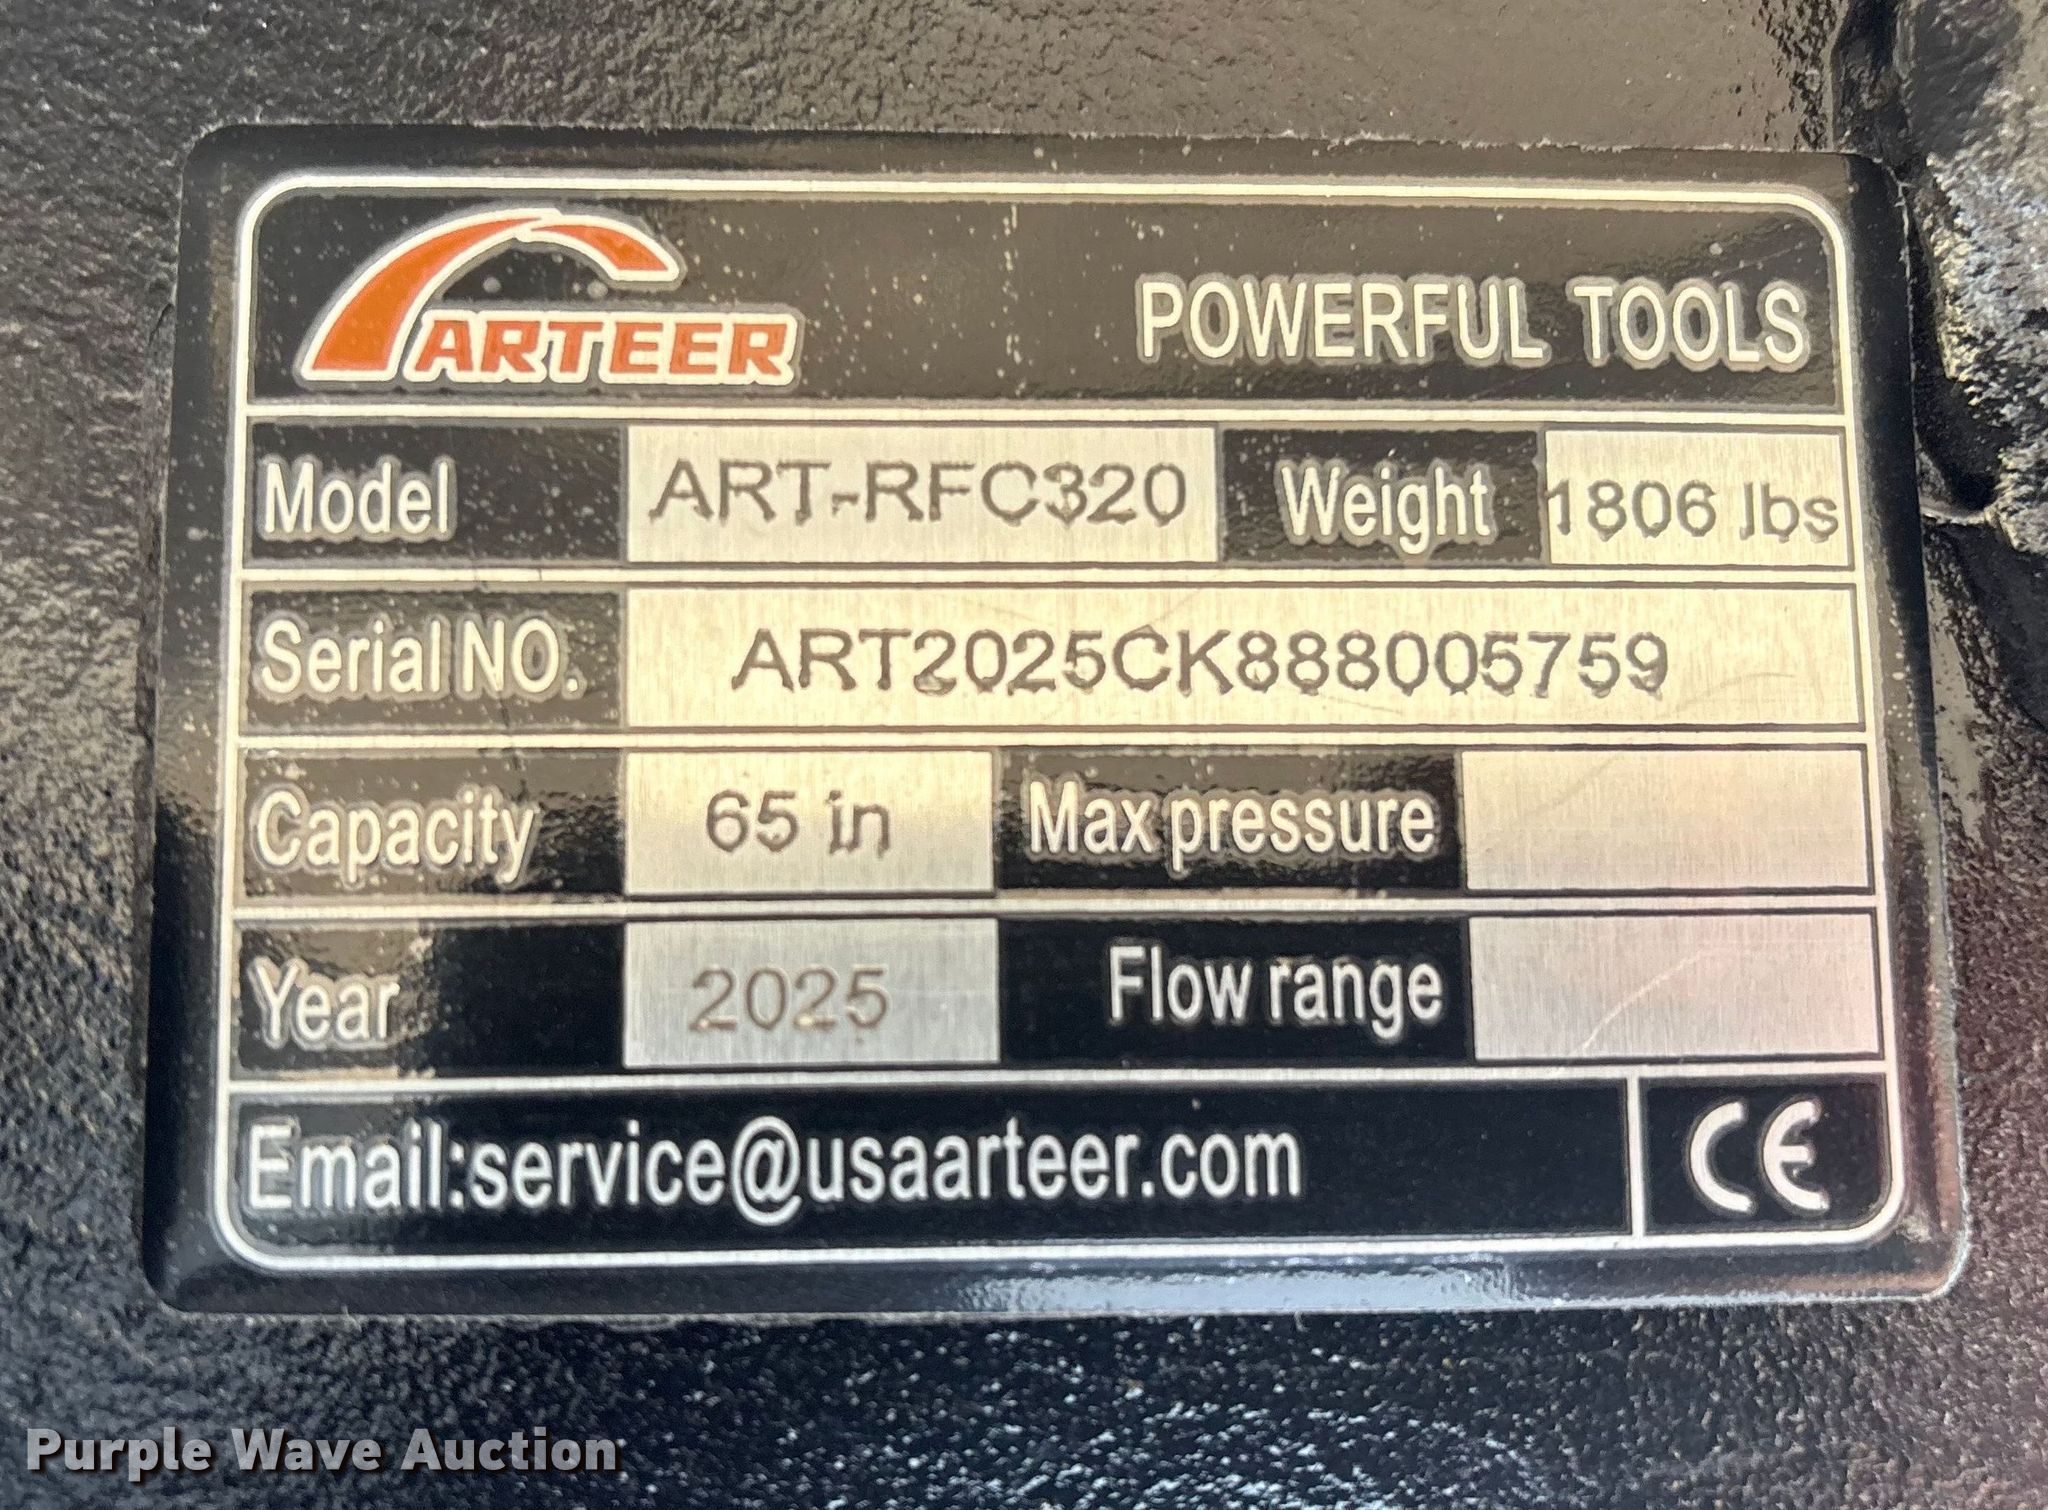 ARTEER
POWERFUL TOOLS
Model ART-RFC320 Weight 1806 lbs
Serial NO. ART2025CK888005759
Capacity 65 in Max pressure
Year 2025 Flow range
Email:service@usaarteer.com CE
Purple Wave Auction